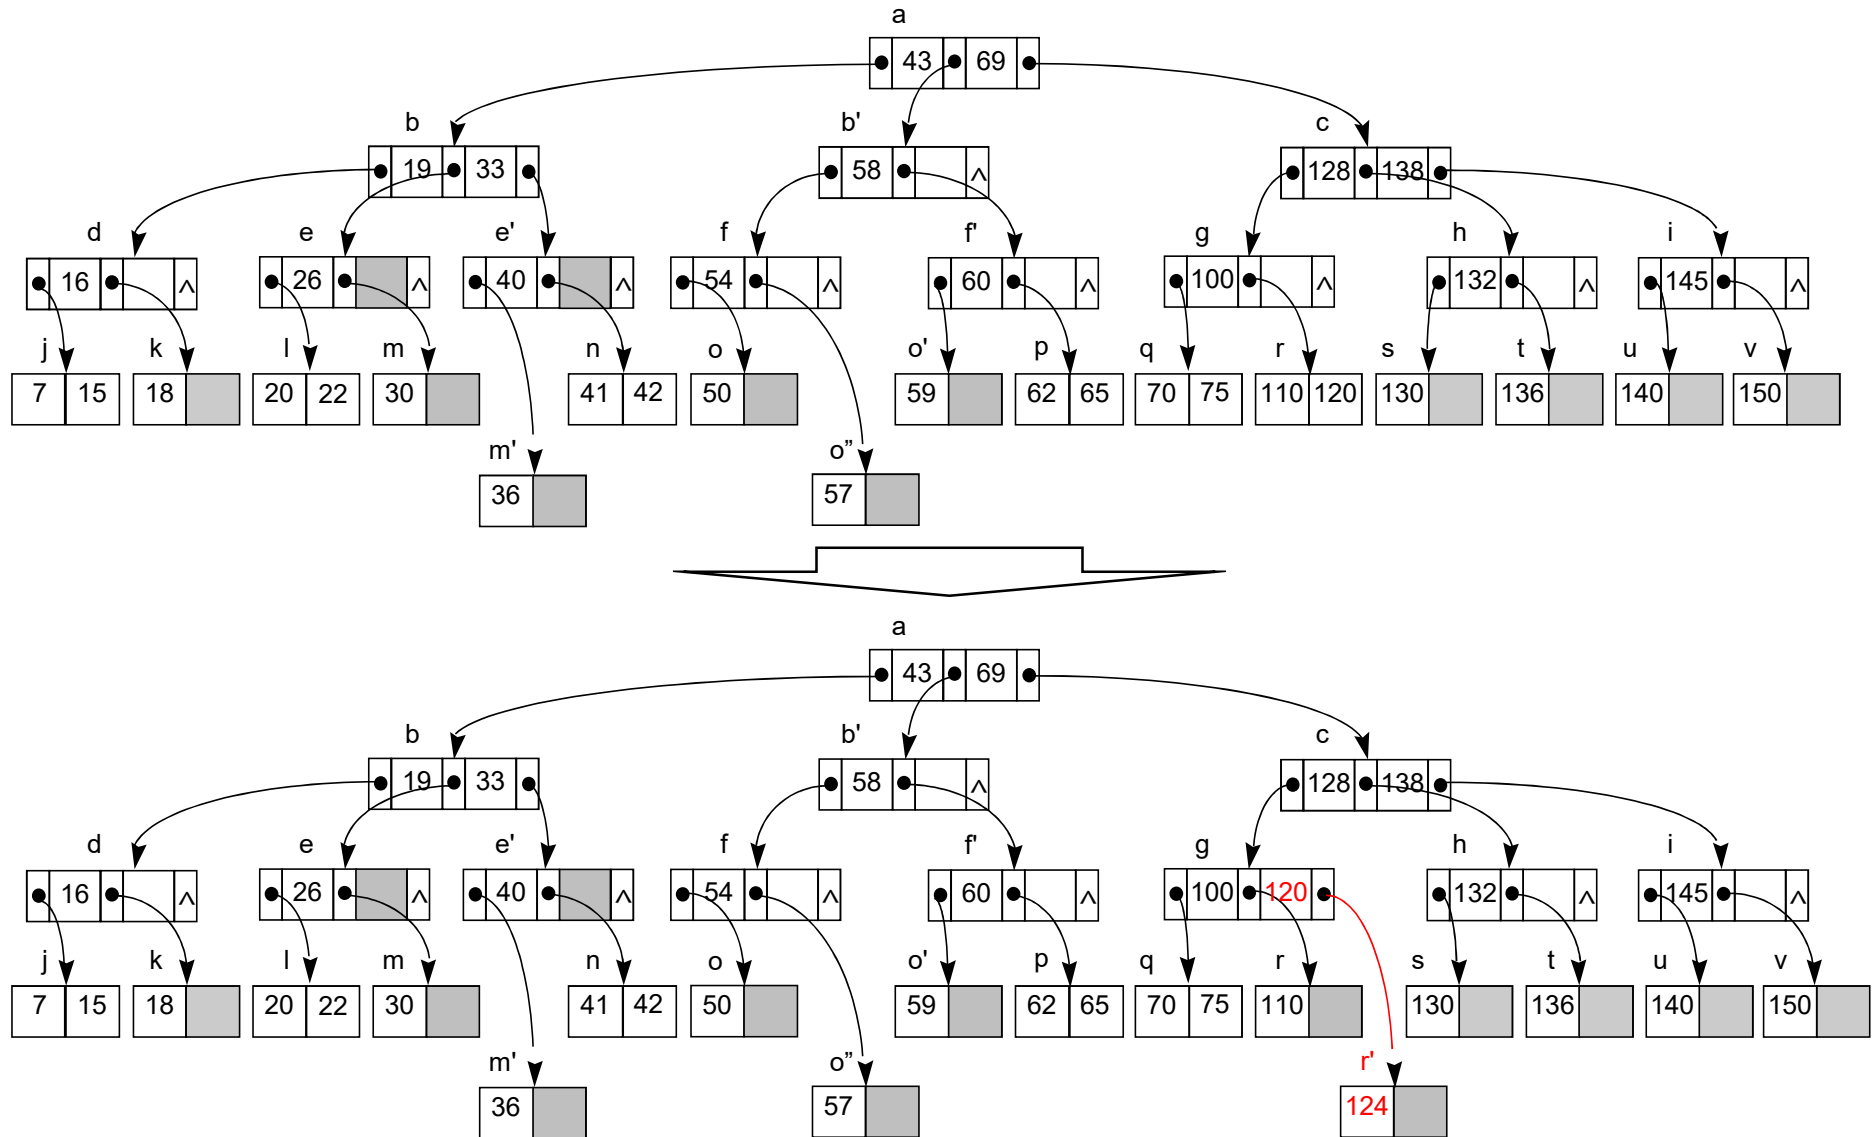 a
43 69
b b' c
19 33 58 ^ 128 138
d e e' f f' g h i
16 ^ 26 ^ 40 ^ 54 ^ 60 ^ 100 ^ 132 ^ 145 ^
j k l m n o o' p q r s t u v
7 15 18 20 22 30 41 42 50 59 62 65 70 75 110 120 130 136 140 150
m' o”
36 57
a
43 69
b b' c
19 33 58 ^ 128 138
d e e' f f' g h i
16 ^ 26 ^ 40 ^ 54 ^ 60 ^ 100 120 132 ^ 145 ^
j k l m n o o' p q r s t u v
7 15 18 20 22 30 41 42 50 59 62 65 70 75 110 130 136 140 150
m' o” r'
36 57 124